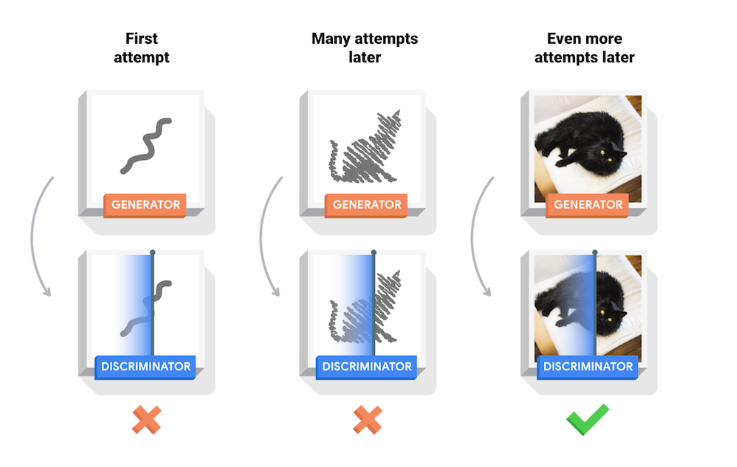 First
attempt
Many attempts
later
Even more
attempts later
GENERATOR
GENERATOR
GENERATOR
DISCRIMINATOR
DISCRIMINATOR
DISCRIMINATOR